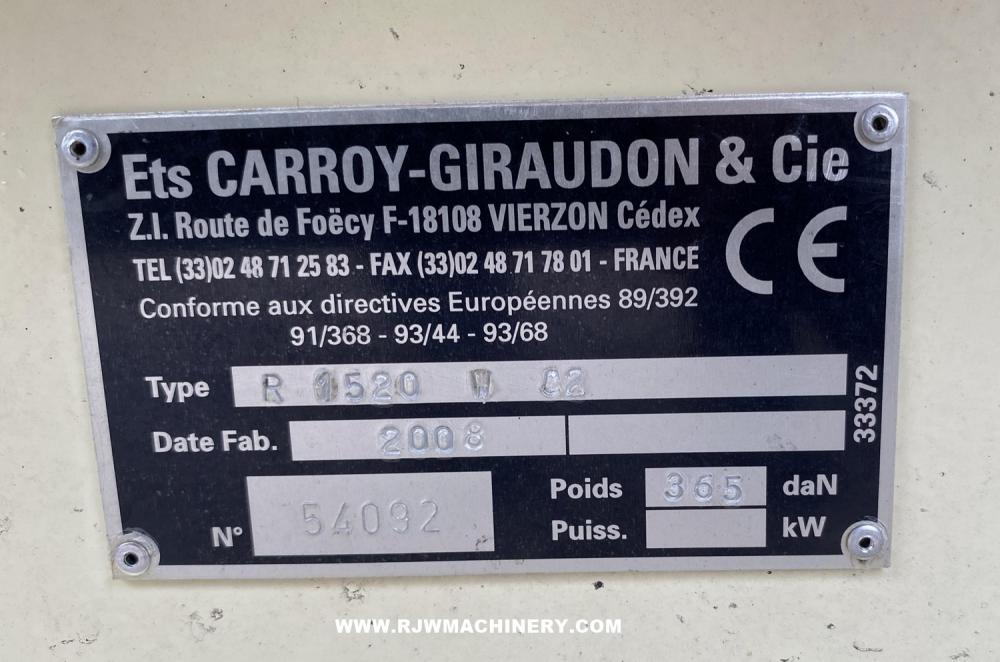 Ets CARROY-GIRAUDON & Cie
Z.I. Route de Foëcy F-18108 VIERZON Cédex
TEL (33)02 48 71 25 83 - FAX (33)02 48 71 78 01 - FRANCE
CE
Conforme aux directives Européennes 89/392
91/368 - 93/44 - 93/68
Type R 1520 W C2
Date Fab. 2008
33372
N° 54092
Poids 365 daN
Puiss. kW
WWW.RJWMACHINERY.COM